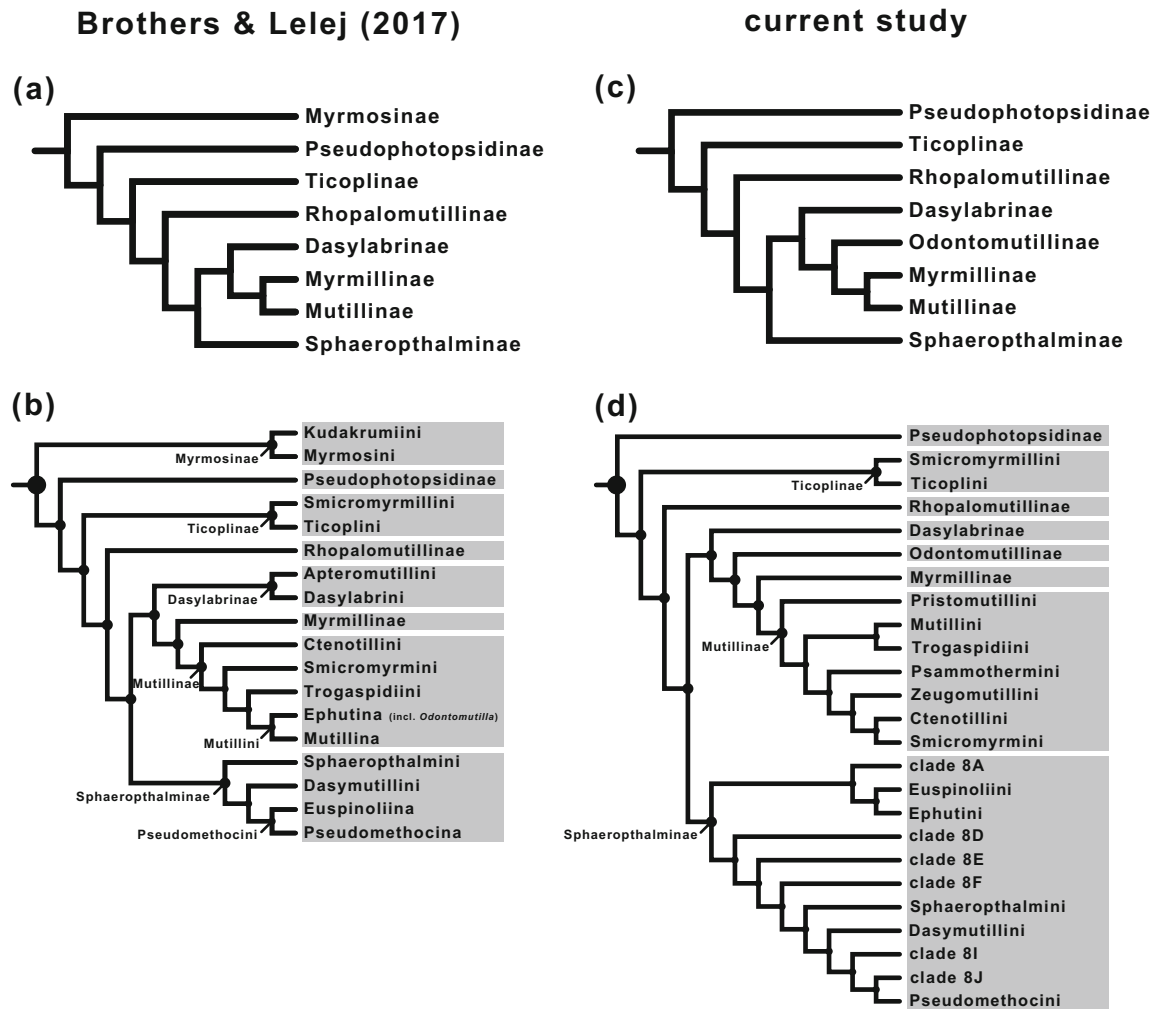 Brothers & Lelej (2017)
(a)
Myrmosinae
Pseudophotopsidinae
Ticoplinae
Rhopalomutillinae
Dasylabrinae
Myrmillinae
Mutillinae
Sphaeropthalminae
(b)
Kudakrumiini
Myrmosini
Myrmosinae
Pseudophotopsidinae
Smicromyrmillini
Ticoplini
Ticoplinae
Rhopalomutillinae
Apteromutillini
Dasylabrini
Dasylabrinae
Myrmillinae
Ctenotillini
Smicromyrmini
Mutillinae
Trogaspidiini
Ephutina (incl. Odontomutilla)
Mutillina
Mutillini
Sphaeropthalmini
Dasymutillini
Sphaeropthalminae
Euspinoliina
Pseudomethocina
Pseudomethocini
current study
(c)
Pseudophotopsidinae
Ticoplinae
Rhopalomutillinae
Dasylabrinae
Odontomutillinae
Myrmillinae
Mutillinae
Sphaeropthalminae
(d)
Pseudophotopsidinae
Smicromyrmillini
Ticoplini
Ticoplinae
Rhopalomutillinae
Dasylabrinae
Odontomutillinae
Myrmillinae
Pristomutillini
Mutillini
Trogaspidiini
Mutillinae
Psammothermini
Zeugomutillini
Ctenotillini
Smicromyrmini
clade 8A
Euspinoliini
Ephutini
Sphaeropthalminae
clade 8D
clade 8E
clade 8F
Sphaeropthalmini
Dasymutillini
clade 8I
clade 8J
Pseudomethocini